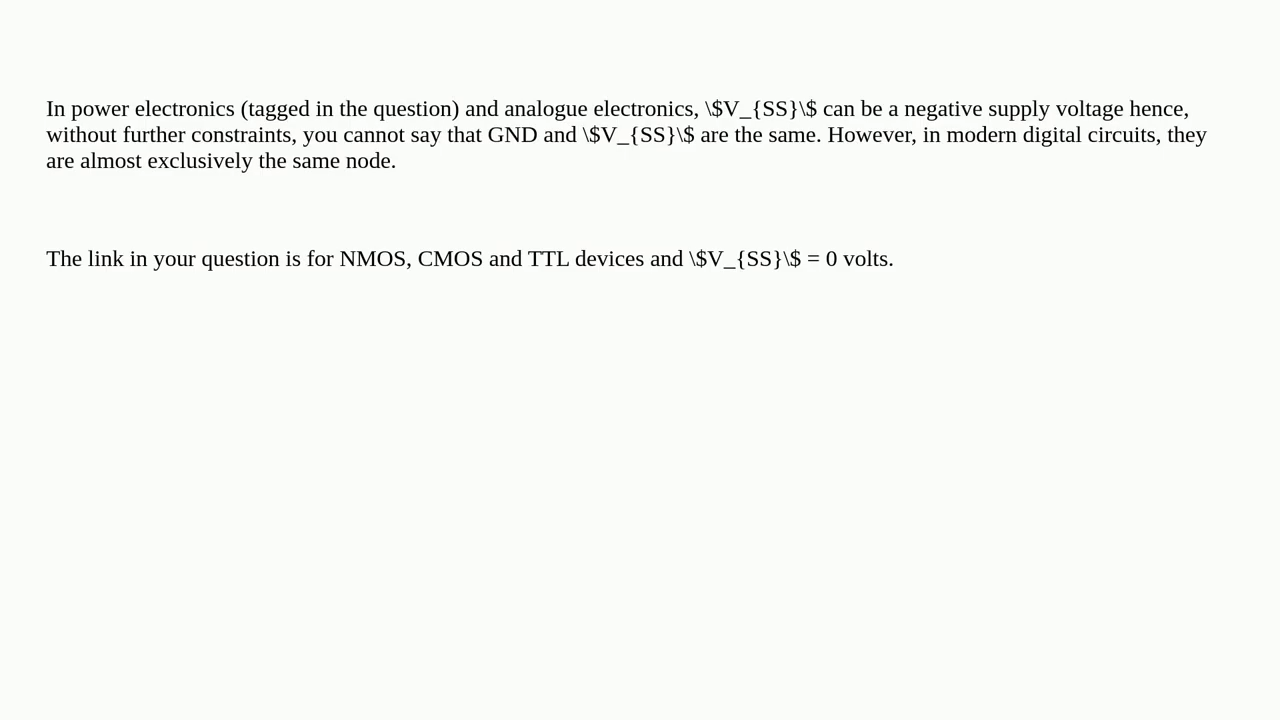 In power electronics (tagged in the question) and analogue electronics, \$V_{SS}\$ can be a negative supply voltage hence,
without further constraints, you cannot say that GND and \$V_{SS}\$ are the same. However, in modern digital circuits, they
are almost exclusively the same node.
The link in your question is for NMOS, CMOS and TTL devices and \$V_{SS}\$ = 0 volts.